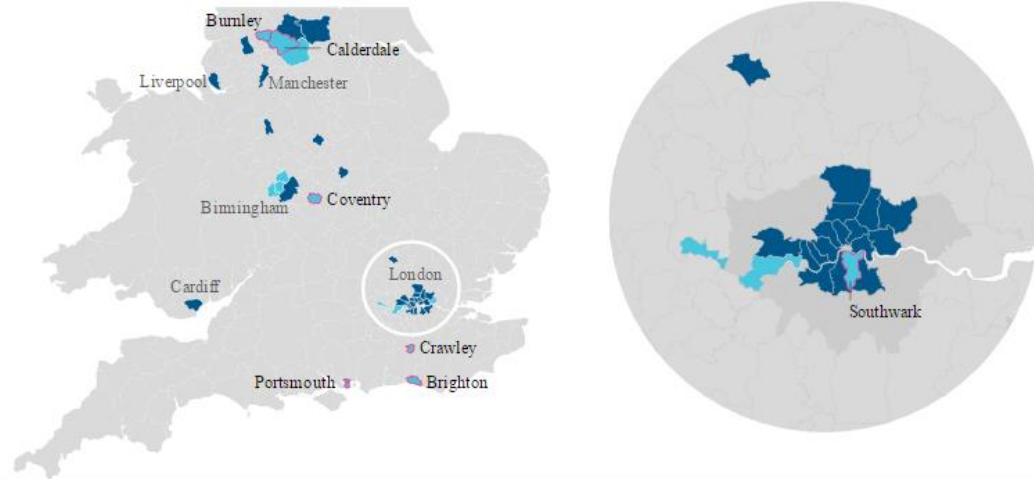 Burnley
Calderdale
Liverpool
Manchester
Birmingham
Coventry
Cardiff
London
Crawley
Portsmouth
Brighton
Southwark